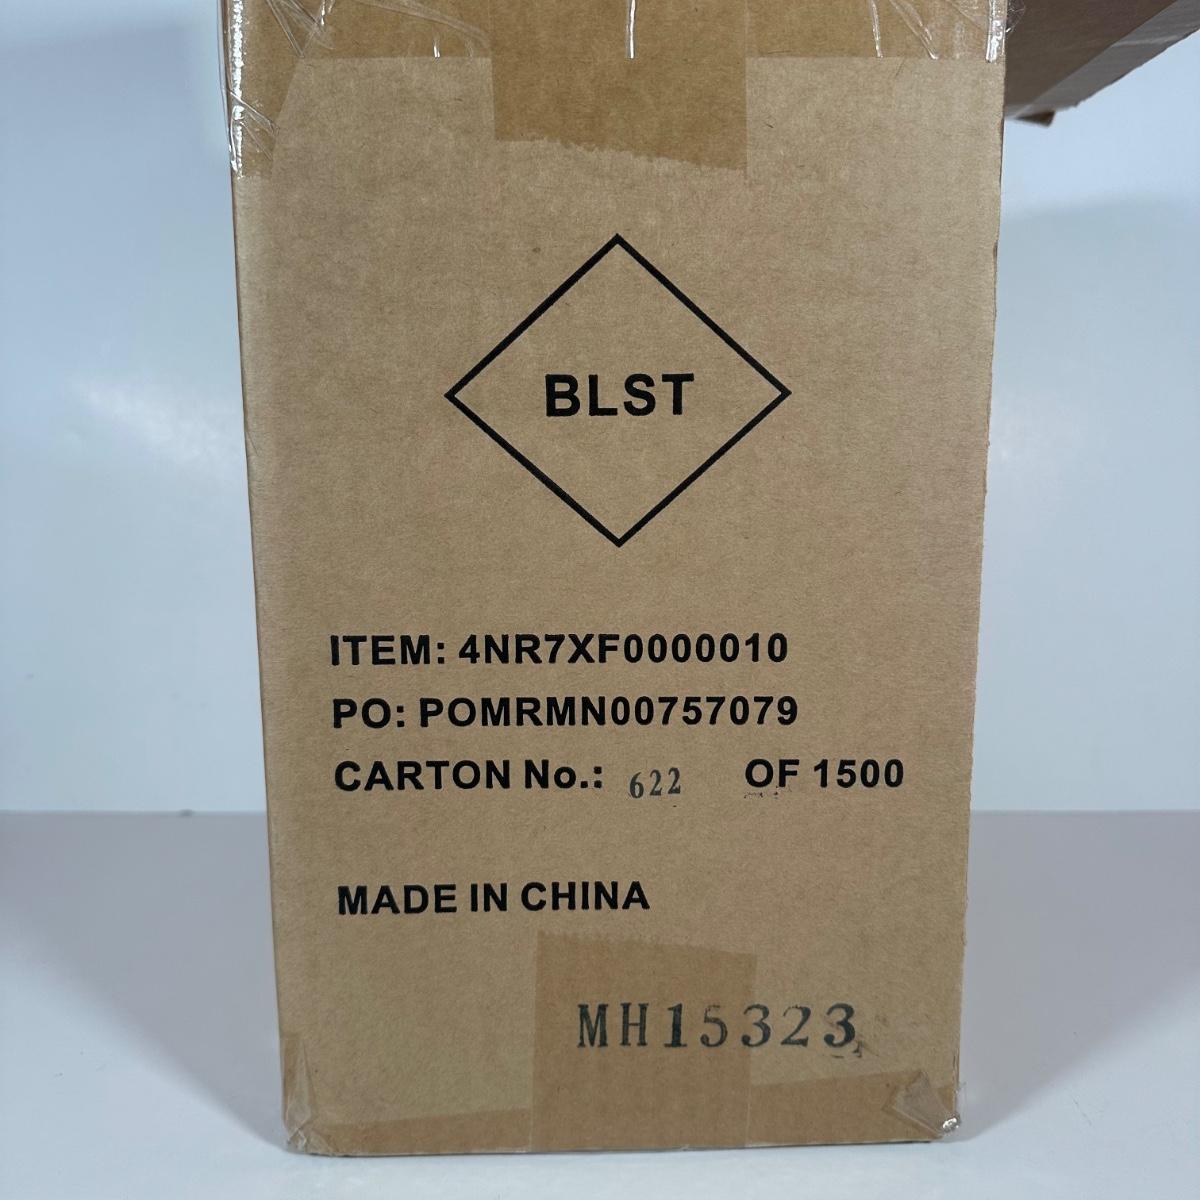 BLST
ITEM: 4NR7XF0000010
PO: POMRMN00757079
CARTON No.: 622 OF 1500
MADE IN CHINA
MH15323